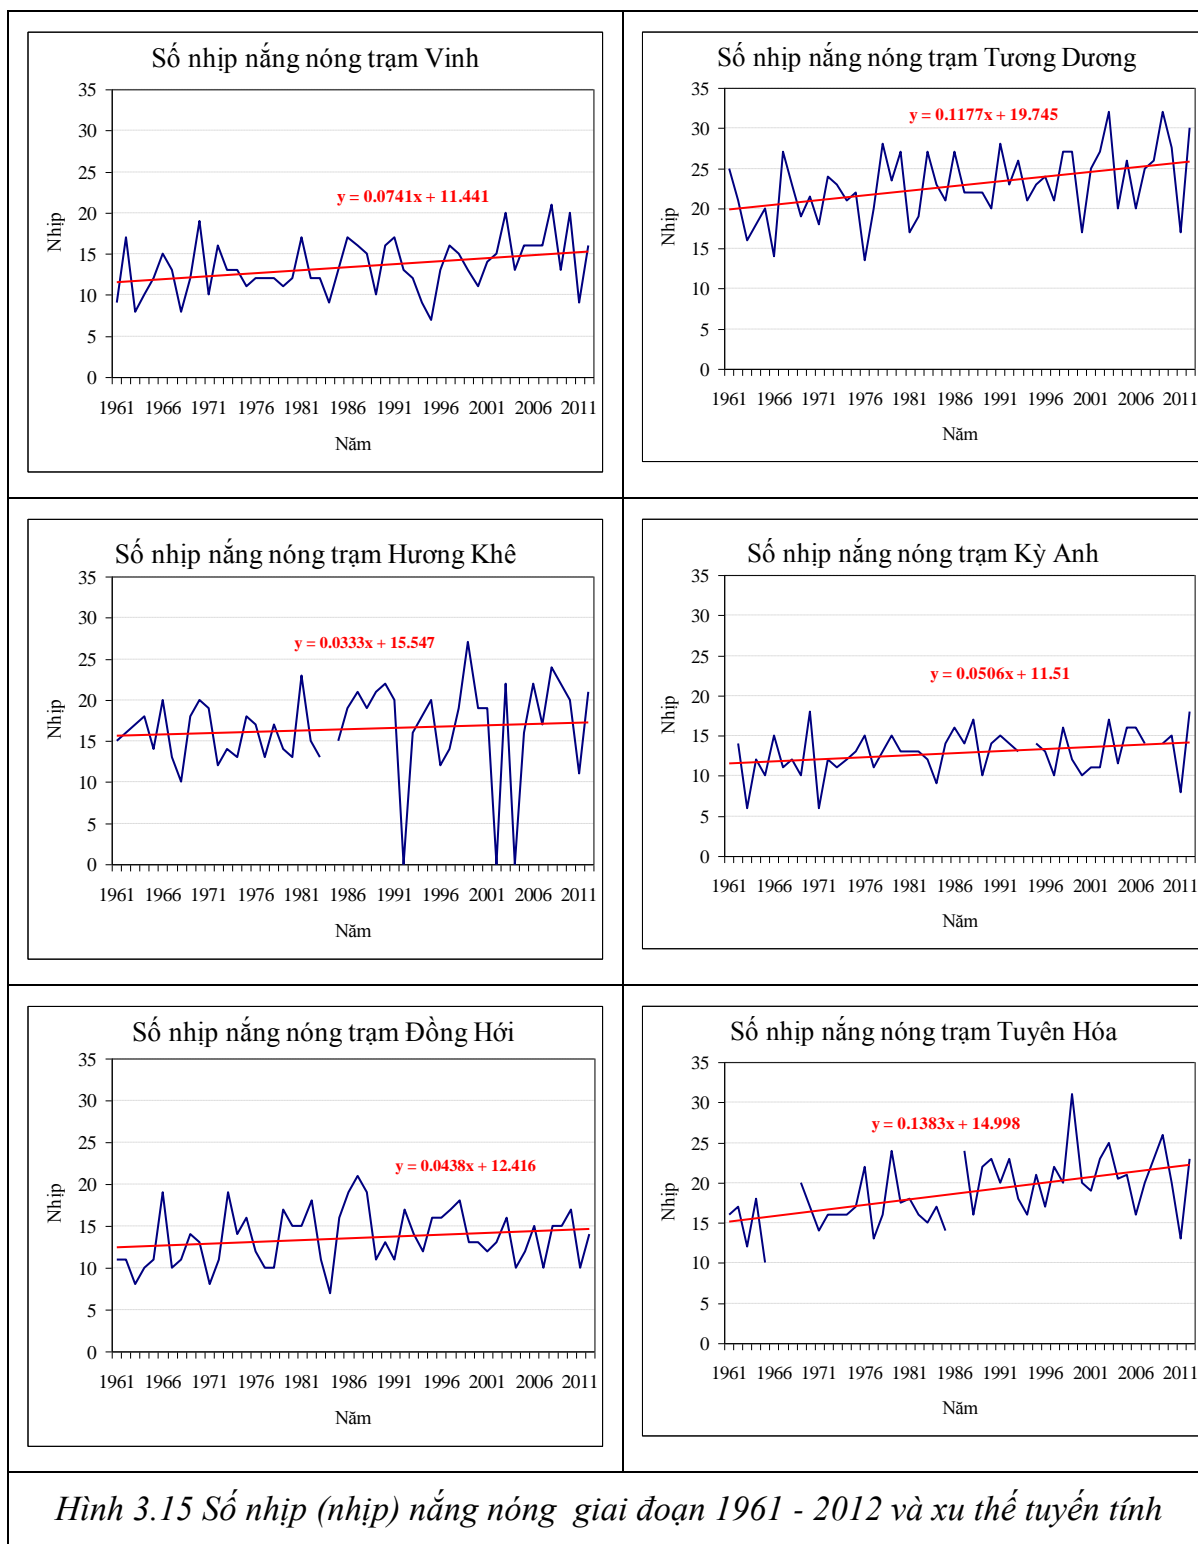 Số nhịp nắng nóng trạm Vinh
35
30
25
20
15
10
5
0
Nhịp
y = 0.0741x + 11.441
1961 1966 1971 1976 1981 1986 1991 1996 2001 2006 2011
Năm
Số nhịp nắng nóng trạm Tương Dương
35
30
25
20
15
10
5
0
Nhịp
y = 0.1177x + 19.745
1961 1966 1971 1976 1981 1986 1991 1996 2001 2006 2011
Năm
Số nhịp nắng nóng trạm Hương Khê
35
30
25
20
15
10
5
0
Nhịp
y = 0.0333x + 15.547
1961 1966 1971 1976 1981 1986 1991 1996 2001 2006 2011
Năm
Số nhịp nắng nóng trạm Kỳ Anh
35
30
25
20
15
10
5
0
Nhịp
y = 0.0506x + 11.51
1961 1966 1971 1976 1981 1986 1991 1996 2001 2006 2011
Năm
Số nhịp nắng nóng trạm Đồng Hới
35
30
25
20
15
10
5
0
Nhịp
y = 0.0438x + 12.416
1961 1966 1971 1976 1981 1986 1991 1996 2001 2006 2011
Năm
Số nhịp nắng nóng trạm Tuyên Hóa
35
30
25
20
15
10
5
0
Nhịp
y = 0.1383x + 14.998
1961 1966 1971 1976 1981 1986 1991 1996 2001 2006 2011
Năm
Hình 3.15 Số nhịp (nhịp) nắng nóng giai đoạn 1961 - 2012 và xu thế tuyến tính